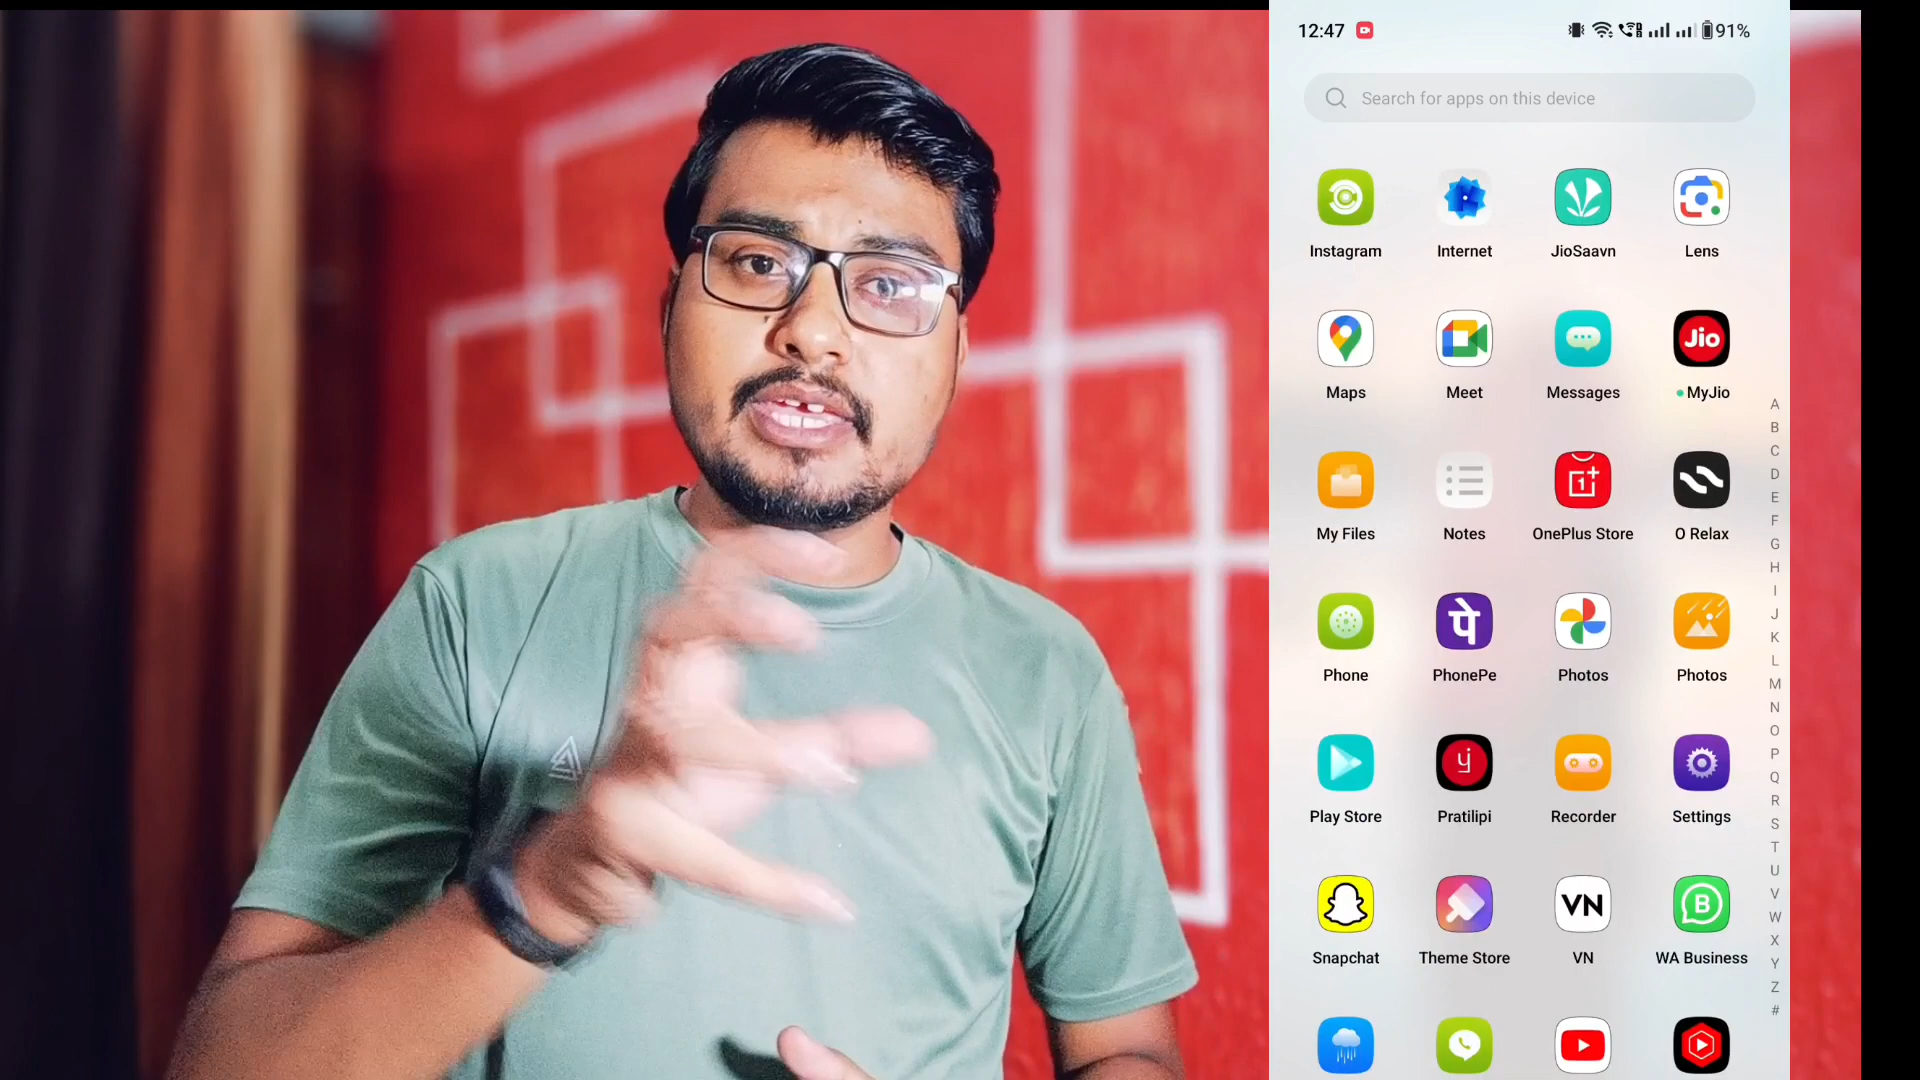 12:47 91%
Search for apps on this device
Instagram Internet JioSaavn Lens
Jio
Maps Meet Messages MyJio
1+
My Files Notes OnePlus Store O Relax
पे
Phone PhonePe Photos Photos
Play Store Pratilipi Recorder Settings
VN B
Snapchat Theme Store VN WA Business
A
B
C
D
E
F
G
H
I
J
K
L
M
N
O
P
Q
R
S
T
U
V
W
X
Y
Z
#